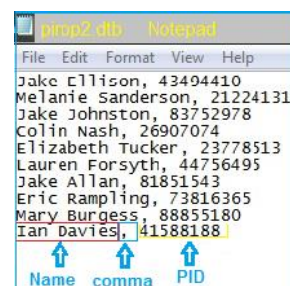 pirop2.dtb Notepad
File Edit Format View Help
Jake Ellison, 43494410
Melanie Sanderson, 21224131
Jake Johnston, 83752978
Colin Nash, 26907074
Elizabeth Tucker, 23778513
Lauren Forsyth, 44756495
Jake Allan, 81851543
Eric Rampling, 73816365
Mary Burgess, 88855180
Ian Davies, 41588188
Name comma PID